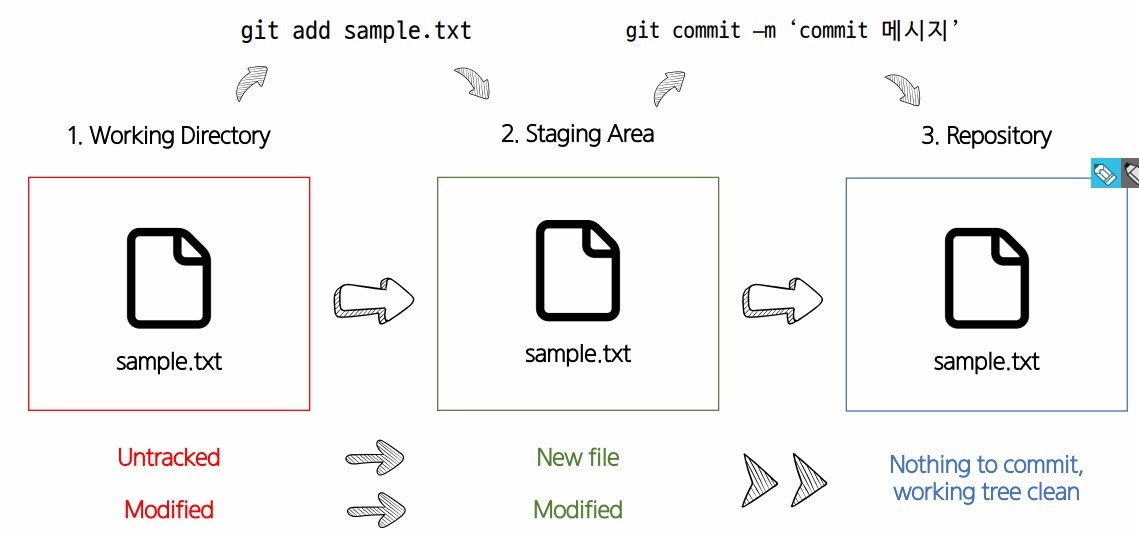 git add sample.txt
git commit –m ‘commit 메시지’
1. Working Directory
2. Staging Area
3. Repository
sample.txt
sample.txt
sample.txt
Untracked
New file
Nothing to commit,
working tree clean
Modified
Modified